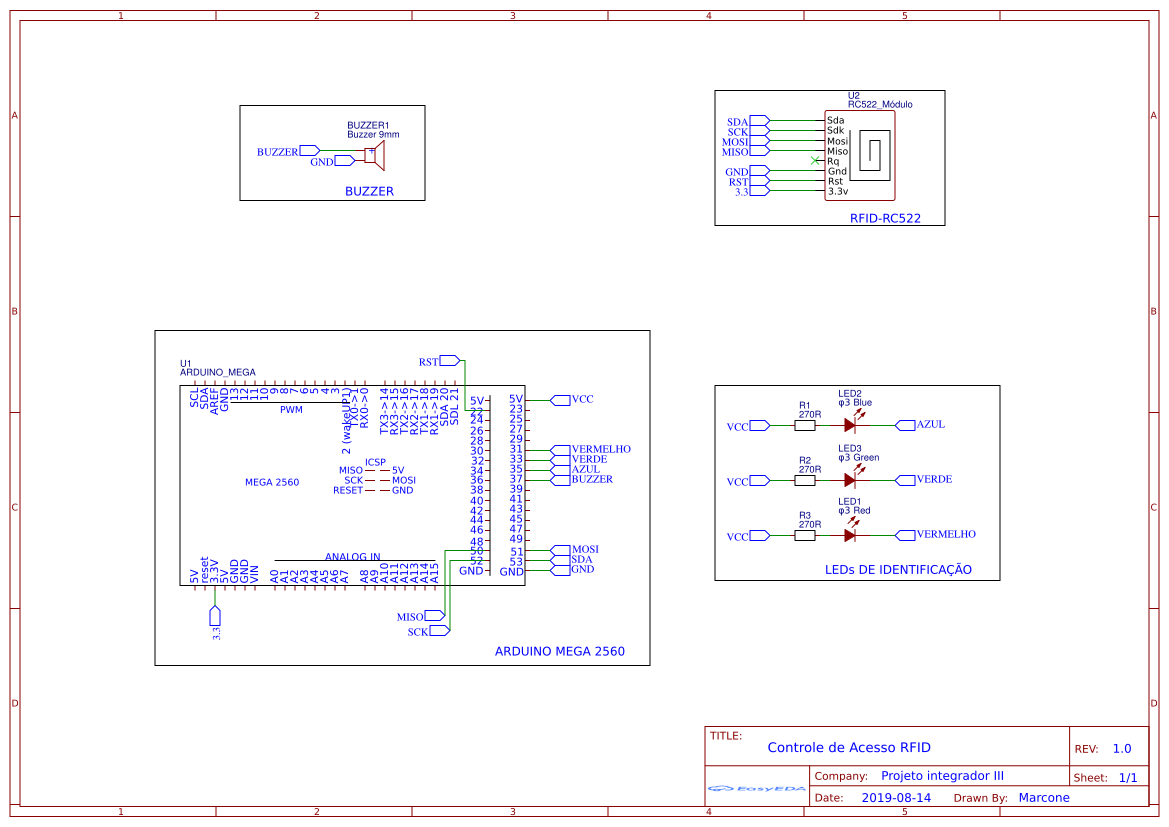 1 2 3 4 5
A
B
C
D
A
B
C
D
BUZZER1
Buzzer 9mm
BUZZER
GND
+
BUZZER
U2
RC522_Módulo
SDA Sda
SCK Sdk
MOSI Mosi
MISO Miso
Rq
GND Gnd
RST Rst
3.3 3.3v
RFID-RC522
U1
ARDUINO_MEGA
RST
SCL
SDA
AREF
GND
13
12
11
10
9
8
7
6
5
4
3
2 (wakeUP1)
TX0->1
RX0->0
TX3->14
RX3->15
TX2->16
RX2->17
TX1->18
RX1->19
SDA 20
SDL 21
PWM
5V 5V VCC
22 23
24 25
26 27
28 29
30 31 VERMELHO
32 33 VERDE
34 35 AZUL
36 37 BUZZER
38 39
40 41
42 43
44 45
46 47
48 49
50 51 MOSI
52 53 SDA
GND GND GND
ICSP
MISO 5V
SCK MOSI
RESET GND
MEGA 2560
ANALOG IN
5V
reset
3.3V
5V
GND
GND
VIN
A0
A1
A2
A3
A4
A5
A6
A7
A8
A9
A10
A11
A12
A13
A14
A15
3.3
MISO
SCK
ARDUINO MEGA 2560
LED2
φ3 Blue
R1
270R
VCC AZUL
LED3
φ3 Green
R2
270R
VCC VERDE
LED1
φ3 Red
R3
270R
VCC VERMELHO
LEDs DE IDENTIFICAÇÃO
TITLE:
Controle de Acesso RFID
REV: 1.0
EasyEDA
Company: Projeto integrador III
Sheet: 1/1
Date: 2019-08-14 Drawn By: Marcone
1 2 3 4 5